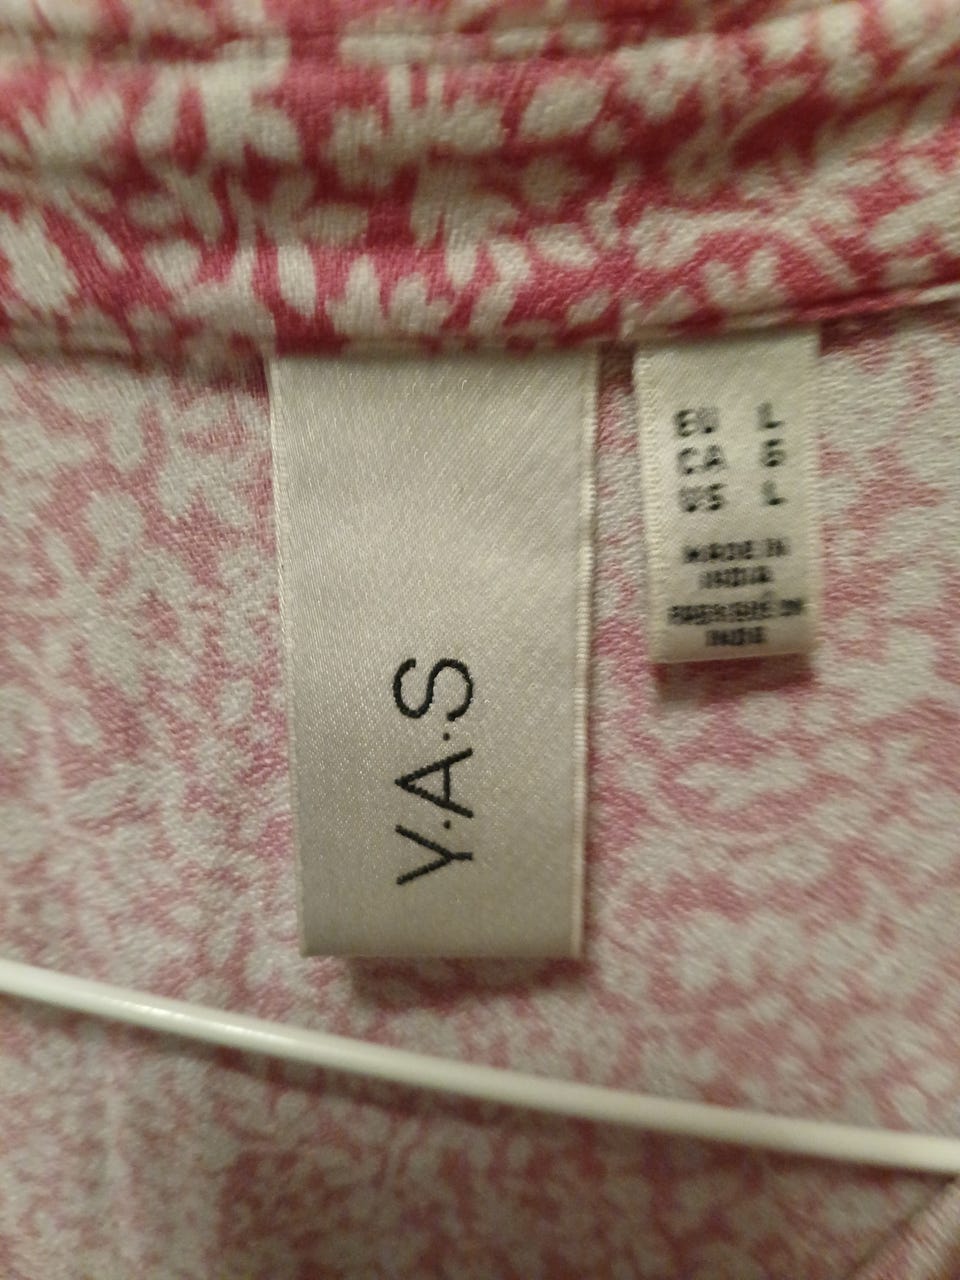 Y.A.S
EU L
CA G
US L
MADE IN
INDIA
FABRIQUÉ EN
INDE